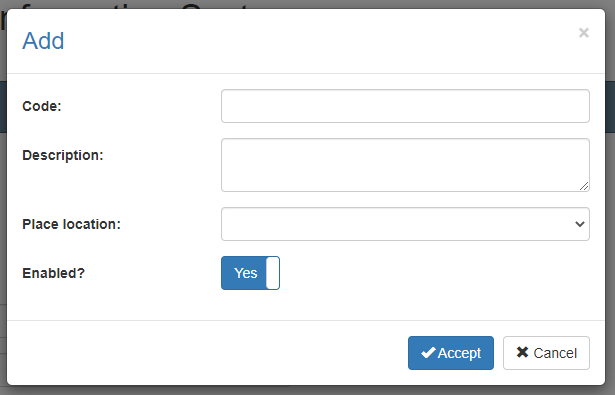 Add
×
Code:
Description:
Place location:
Enabled?
Yes
Accept
Cancel